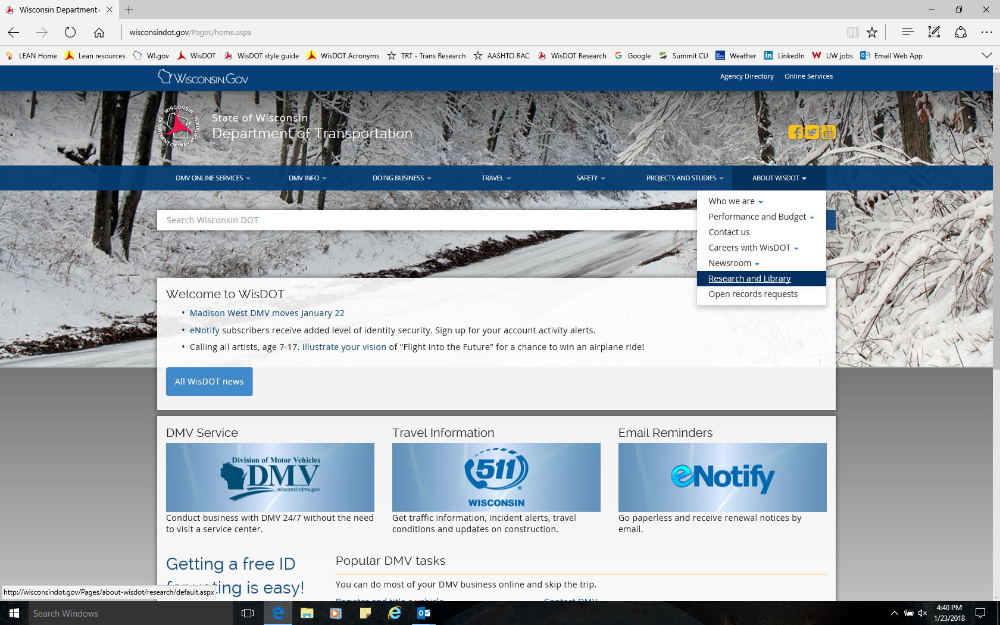 Wisconsin Department
wisconsindot.gov/Pages/home.aspx
LEAN Home Lean resources WI.gov WisDOT WisDOT style guide WisDOT Acronyms TRT - Trans Research AASHTO RAC WisDOT Research Google Summit CU Weather LinkedIn UW jobs Email Web App
WISCONSIN.GOV Agency Directory Online Services
WISCONSIN DEPARTMENT OF TRANSPORTATION
State of Wisconsin
Department of Transportation
You Tube
DMV ONLINE SERVICES DMV INFO DOING BUSINESS TRAVEL SAFETY PROJECTS AND STUDIES ABOUT WISDOT
Who we are
Performance and Budget
Contact us
Careers with WisDOT
Newsroom
Research and Library
Open records requests
Search Wisconsin DOT
Welcome to WisDOT
• Madison West DMV moves January 22
• eNotify subscribers receive added level of identity security. Sign up for your account activity alerts.
• Calling all artists, age 7-17. Illustrate your vision of "Flight into the Future" for a chance to win an airplane ride!
All WisDOT news
DMV Service
Division of Motor Vehicles
DMV
wisconsindmv.gov
Conduct business with DMV 24/7 without the need
to visit a service center.
Travel Information
511
WISCONSIN
Get traffic information, incident alerts, travel
conditions and updates on construction.
Email Reminders
eNotify
Go paperless and receive renewal notices by
email.
Getting a free ID
for voting is easy!
Popular DMV tasks
You can do most of your DMV business online and skip the trip.
Register and title a vehicle Contact DMV
http://wisconsindot.gov/Pages/about-wisdot/research/default.aspx
Search Windows
4:40 PM
1/23/2018